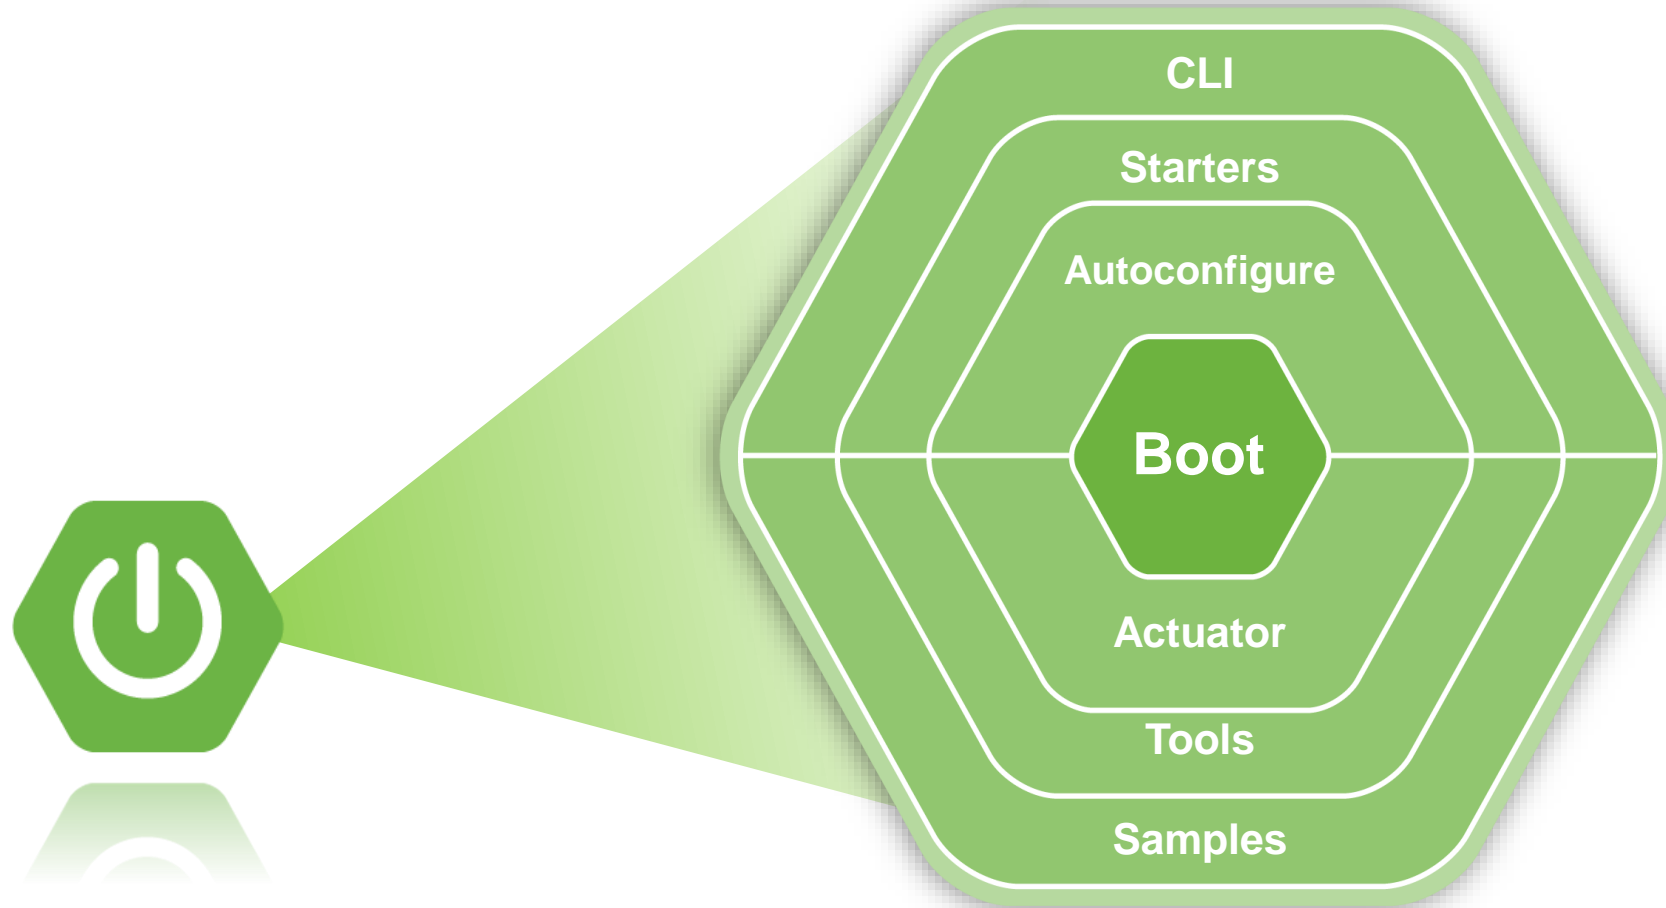 CLI
Starters
Autoconfigure
Boot
Actuator
Tools
Samples